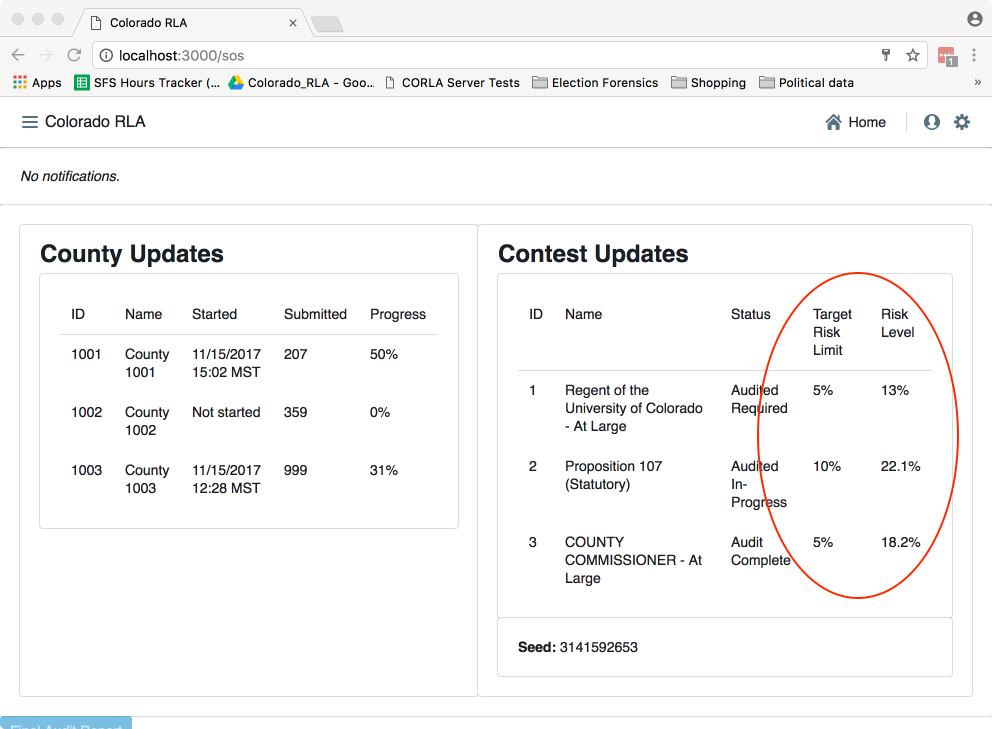 Colorado RLA
localhost:3000/sos
1
Apps SFS Hours Tracker (... Colorado_RLA - Goo... CORLA Server Tests Election Forensics Shopping Political data »
Colorado RLA Home
No notifications.
County Updates
ID Name Started Submitted Progress
1001 County 11/15/2017 207 50%
1001 15:02 MST
1002 County Not started 359 0%
1002
1003 County 11/15/2017 999 31%
1003 12:28 MST
Contest Updates
ID Name Status Target Risk
Risk Level
Limit
1 Regent of the Audited 5% 13%
University of Colorado Required
- At Large
2 Proposition 107 Audited 10% 22.1%
(Statutory) In-
Progress
3 COUNTY Audit 5% 18.2%
COMMISSIONER - At Complete
Large
Seed: 3141592653
Final Audit Report